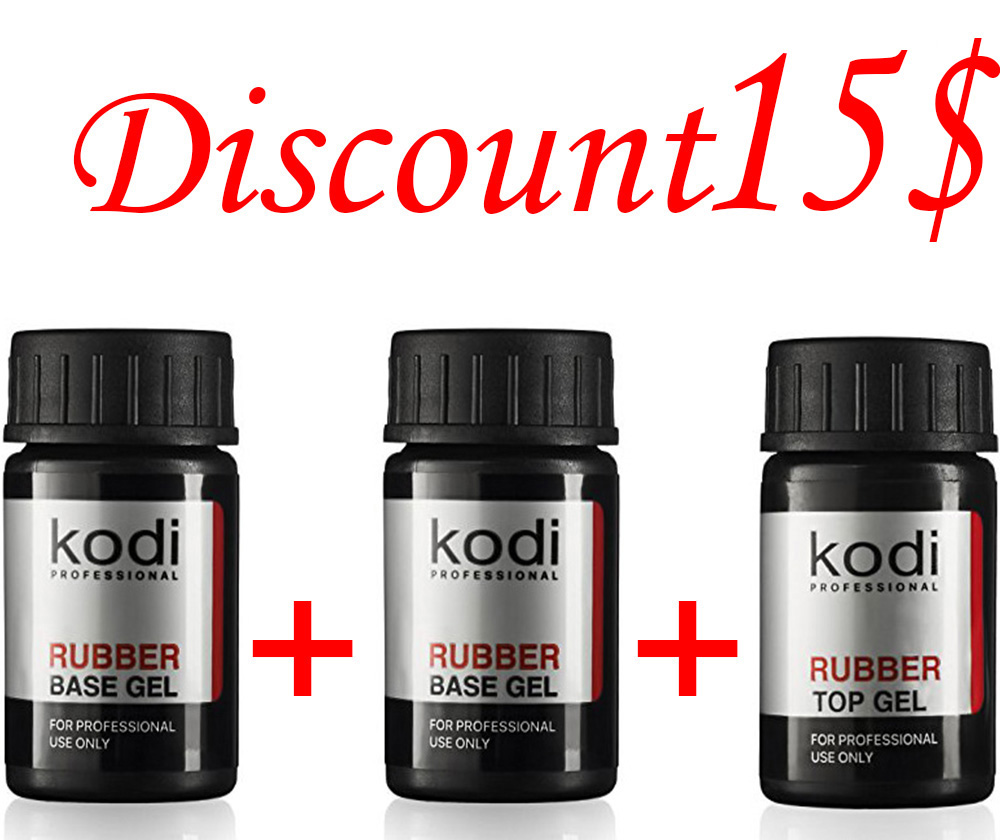 Discount15$
kodi
PROFESSIONAL
RUBBER
BASE GEL
FOR PROFESSIONAL
USE ONLY
+
kodi
PROFESSIONAL
RUBBER
BASE GEL
FOR PROFESSIONAL
USE ONLY
+
kodi
PROFESSIONAL
RUBBER
TOP GEL
FOR PROFESSIONAL
USE ONLY